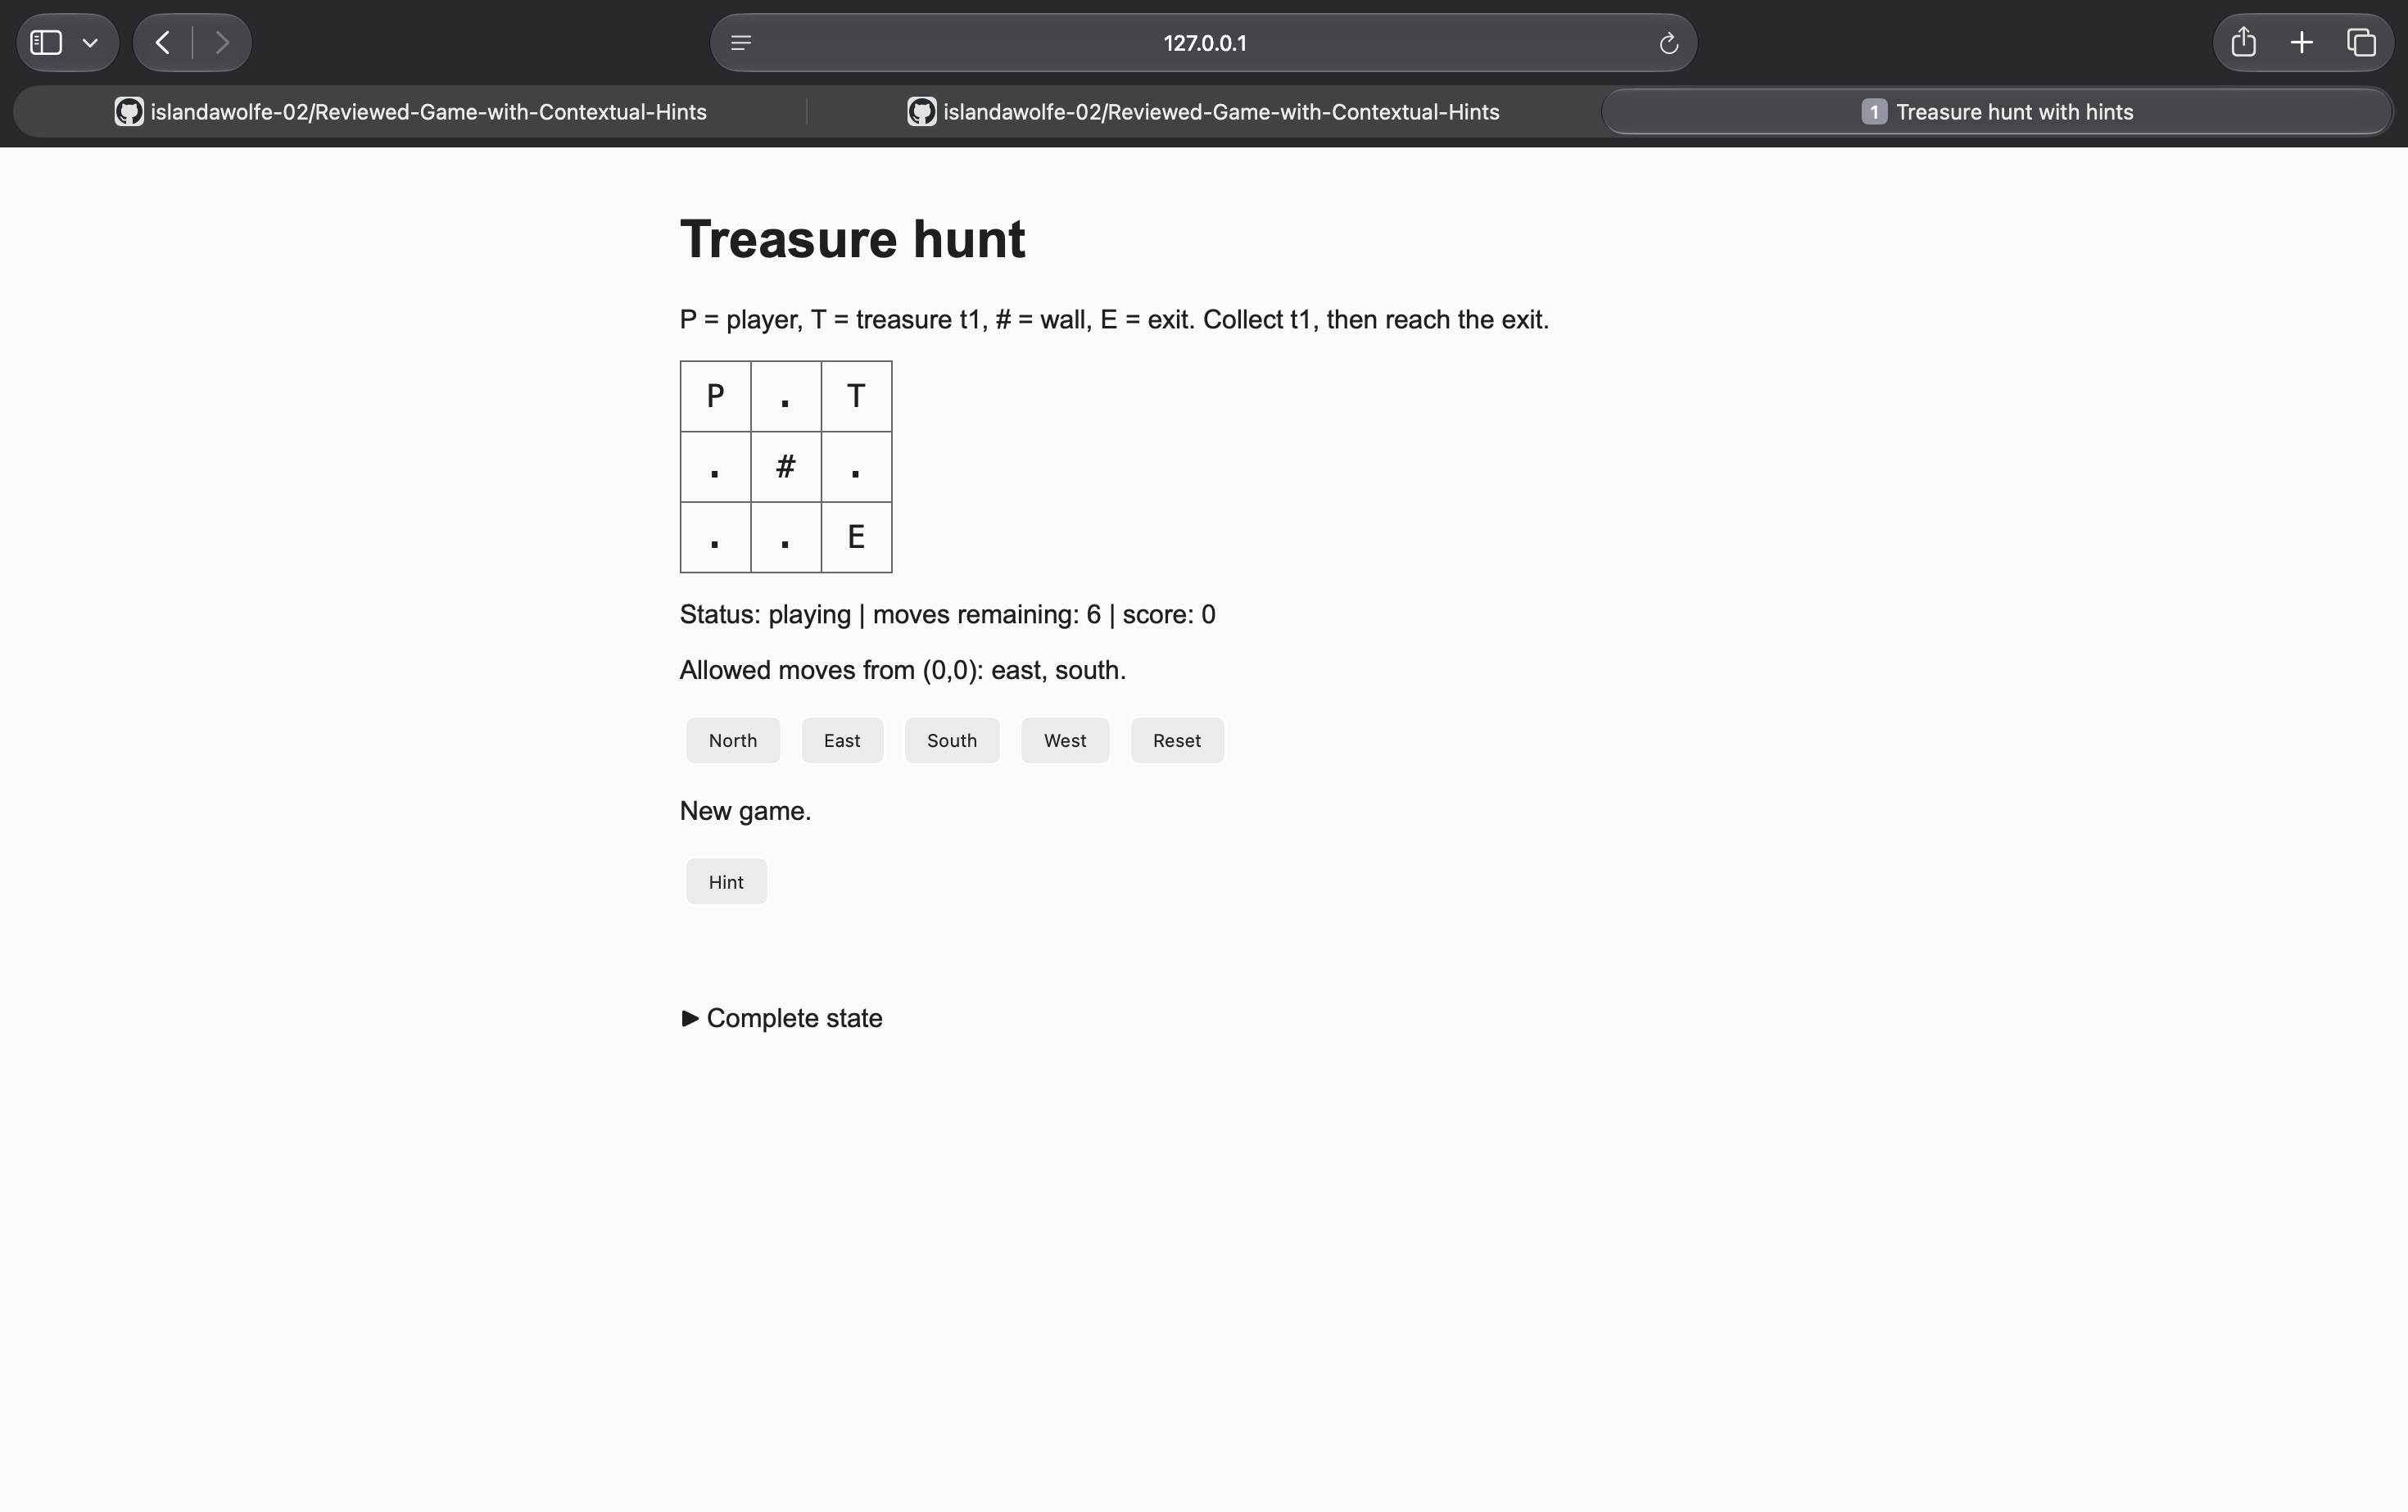 127.0.0.1
islandawolfe-02/Reviewed-Game-with-Contextual-Hints
islandawolfe-02/Reviewed-Game-with-Contextual-Hints
1 Treasure hunt with hints
Treasure hunt
P = player, T = treasure t1, # = wall, E = exit. Collect t1, then reach the exit.
P . T
. # .
. . E
Status: playing | moves remaining: 6 | score: 0
Allowed moves from (0,0): east, south.
North East South West Reset
New game.
Hint
▶ Complete state